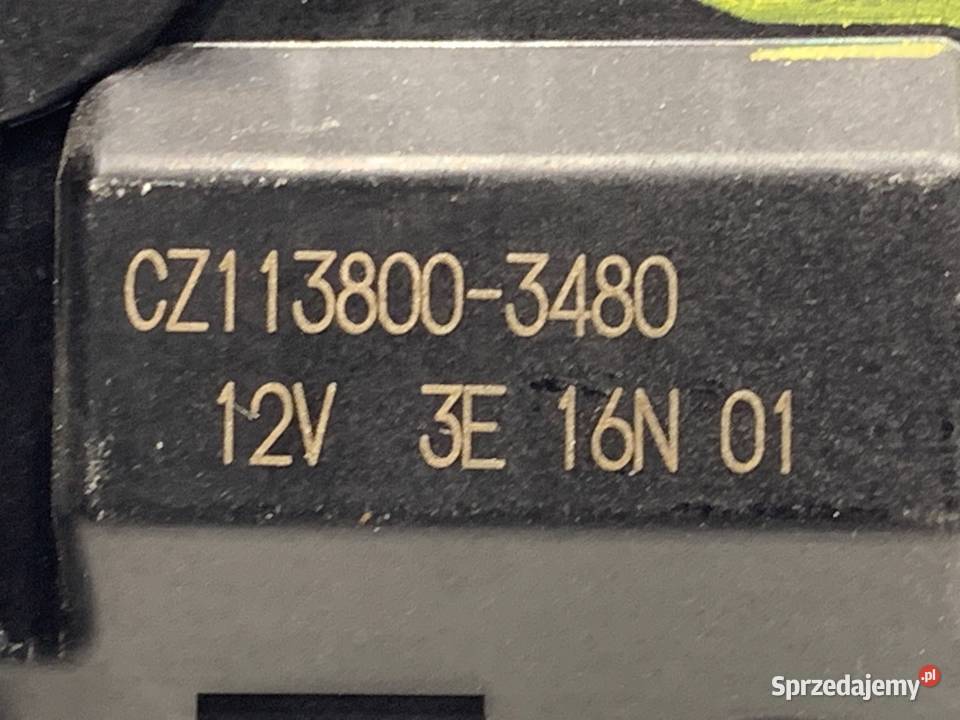 CZ113800-3480
12V 3E 16N 01
Sprzedajemy.pl